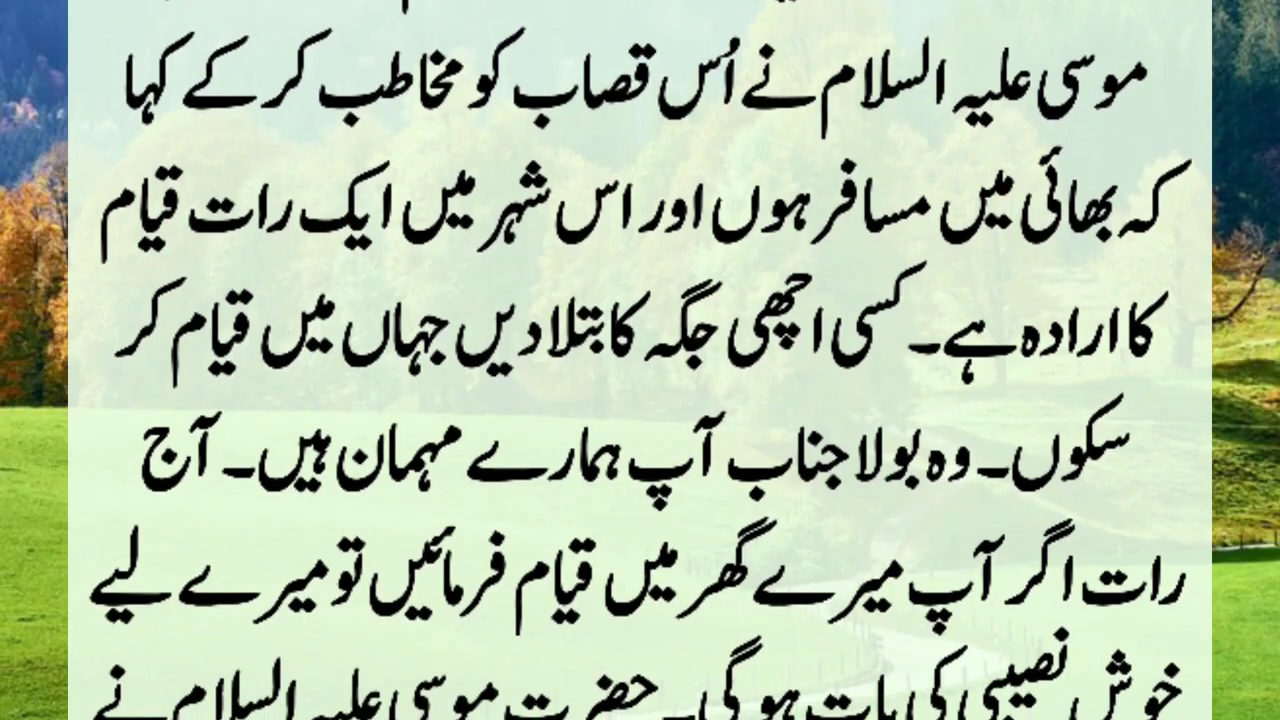 موسی علیہ السلام نے اُس قصاب کو مخاطب کر کے کہا
کہ بھائی میں مسافر ہوں اور اس شہر میں ایک رات قیام
کا ارادہ ہے۔ کسی اچھی جگہ کا بتلا دیں جہاں میں قیام کر
سکوں۔ وہ بولا جناب آپ ہمارے مہمان ہیں۔ آج
رات اگر آپ میرے گھر میں قیام فرمائیں تو میرے لیے
خوش نصیبی کی بات ہو گی۔ حضرت موسی علیہ السلام نے